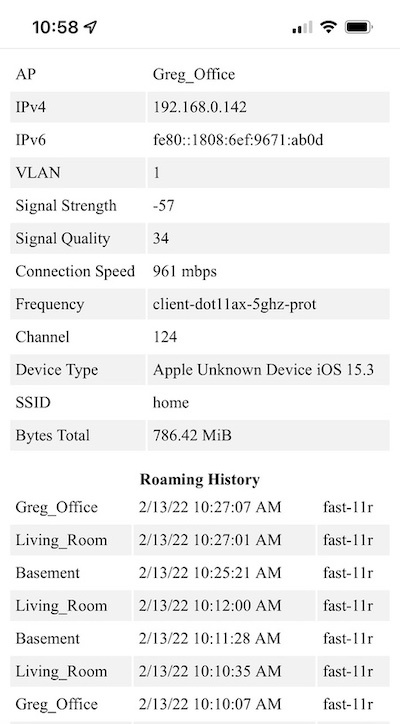 10:58
AP Greg_Office
IPv4 192.168.0.142
IPv6 fe80::1808:6ef:9671:ab0d
VLAN 1
Signal Strength -57
Signal Quality 34
Connection Speed 961 mbps
Frequency client-dot11ax-5ghz-prot
Channel 124
Device Type Apple Unknown Device iOS 15.3
SSID home
Bytes Total 786.42 MiB
Roaming History
Greg_Office 2/13/22 10:27:07 AM fast-11r
Living_Room 2/13/22 10:27:01 AM fast-11r
Basement 2/13/22 10:25:21 AM fast-11r
Living_Room 2/13/22 10:12:00 AM fast-11r
Basement 2/13/22 10:11:28 AM fast-11r
Living_Room 2/13/22 10:10:35 AM fast-11r
Greg_Office 2/13/22 10:10:07 AM fast-11r